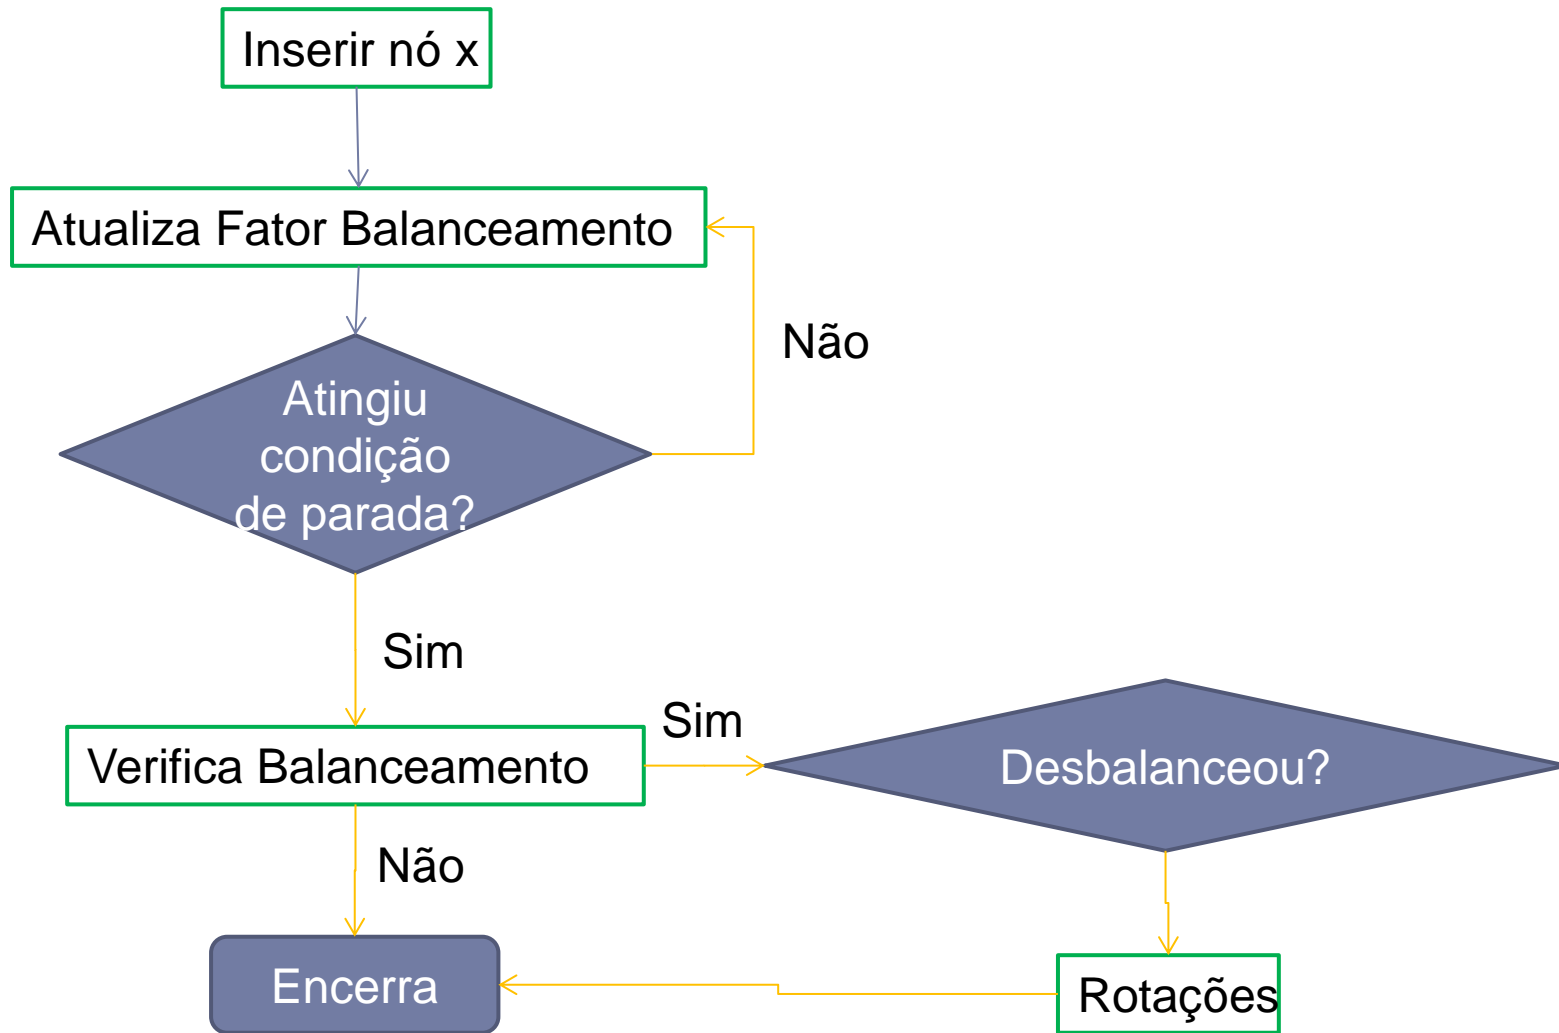 Inserir nó x
Atualiza Fator Balanceamento
Não
Atingiu
condição
de parada?
Sim
Sim
Verifica Balanceamento
Desbalanceou?
Não
Encerra
Rotações